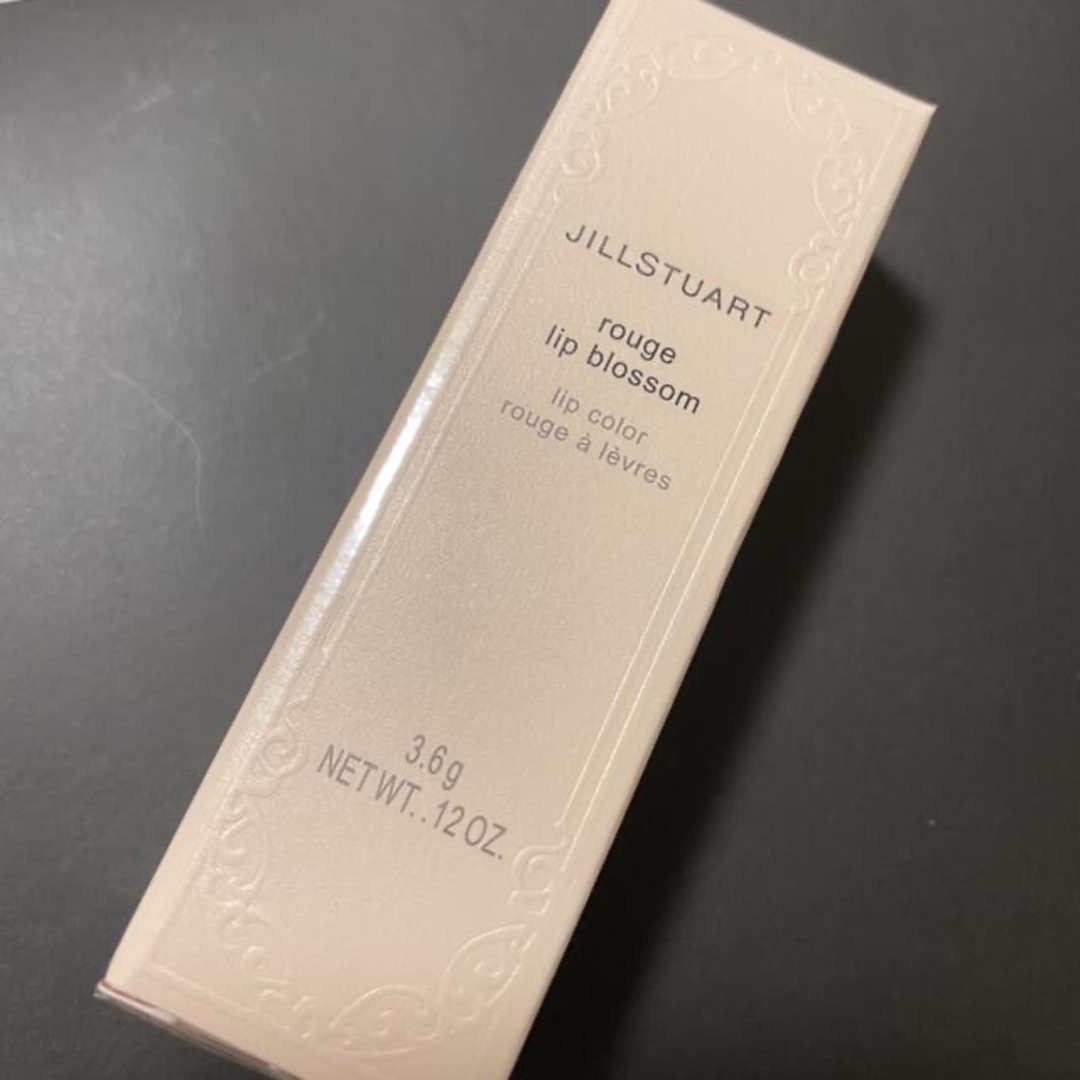 JILLSTUART
rouge
lip blossom
lip color
rouge à lèvres
3.6g
NET WT. .12 OZ.